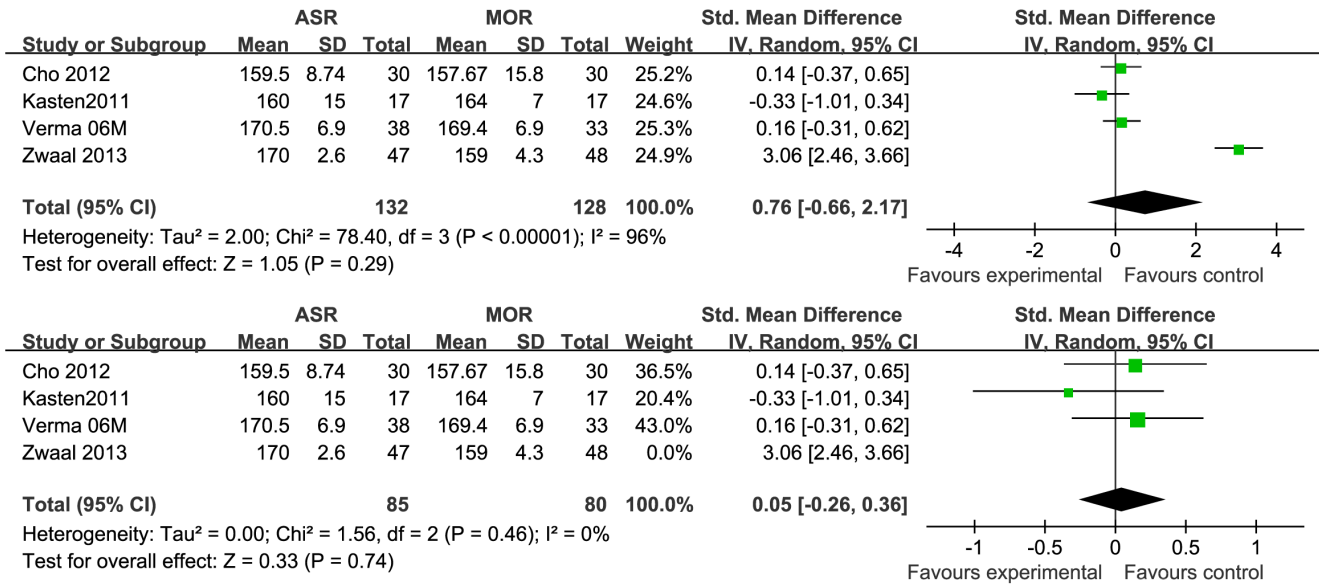 ASR MOR Std. Mean Difference Std. Mean Difference
Study or Subgroup Mean SD Total Mean SD Total Weight IV, Random, 95% CI IV, Random, 95% CI
Cho 2012 159.5 8.74 30 157.67 15.8 30 25.2% 0.14 [-0.37, 0.65]
Kasten2011 160 15 17 164 7 17 24.6% -0.33 [-1.01, 0.34]
Verma 06M 170.5 6.9 38 169.4 6.9 33 25.3% 0.16 [-0.31, 0.62]
Zwaal 2013 170 2.6 47 159 4.3 48 24.9% 3.06 [2.46, 3.66]
Total (95% CI) 132 128 100.0% 0.76 [-0.66, 2.17]
Heterogeneity: Tau² = 2.00; Chi² = 78.40, df = 3 (P < 0.00001); I² = 96%
Test for overall effect: Z = 1.05 (P = 0.29)
-4 -2 0 2 4
Favours experimental Favours control
ASR MOR Std. Mean Difference Std. Mean Difference
Study or Subgroup Mean SD Total Mean SD Total Weight IV, Random, 95% CI IV, Random, 95% CI
Cho 2012 159.5 8.74 30 157.67 15.8 30 36.5% 0.14 [-0.37, 0.65]
Kasten2011 160 15 17 164 7 17 20.4% -0.33 [-1.01, 0.34]
Verma 06M 170.5 6.9 38 169.4 6.9 33 43.0% 0.16 [-0.31, 0.62]
Zwaal 2013 170 2.6 47 159 4.3 48 0.0% 3.06 [2.46, 3.66]
Total (95% CI) 85 80 100.0% 0.05 [-0.26, 0.36]
Heterogeneity: Tau² = 0.00; Chi² = 1.56, df = 2 (P = 0.46); I² = 0%
Test for overall effect: Z = 0.33 (P = 0.74)
-1 -0.5 0 0.5 1
Favours experimental Favours control